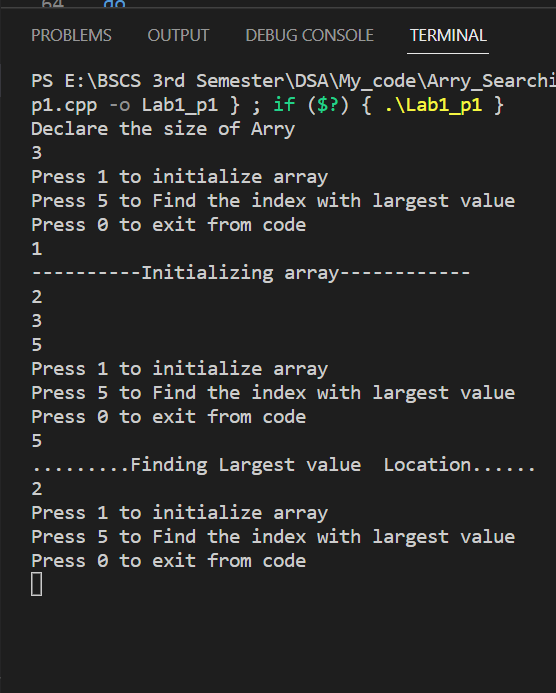 64 do
PROBLEMS OUTPUT DEBUG CONSOLE TERMINAL
PS E:\BSCS 3rd Semester\DSA\My_code\Arry_Searchi
p1.cpp -o Lab1_p1 } ; if ($?) { .\Lab1_p1 }
Declare the size of Arry
3
Press 1 to initialize array
Press 5 to Find the index with largest value
Press 0 to exit from code
1
----------Initializing array------------
2
3
5
Press 1 to initialize array
Press 5 to Find the index with largest value
Press 0 to exit from code
5
.........Finding Largest value  Location......
2
Press 1 to initialize array
Press 5 to Find the index with largest value
Press 0 to exit from code